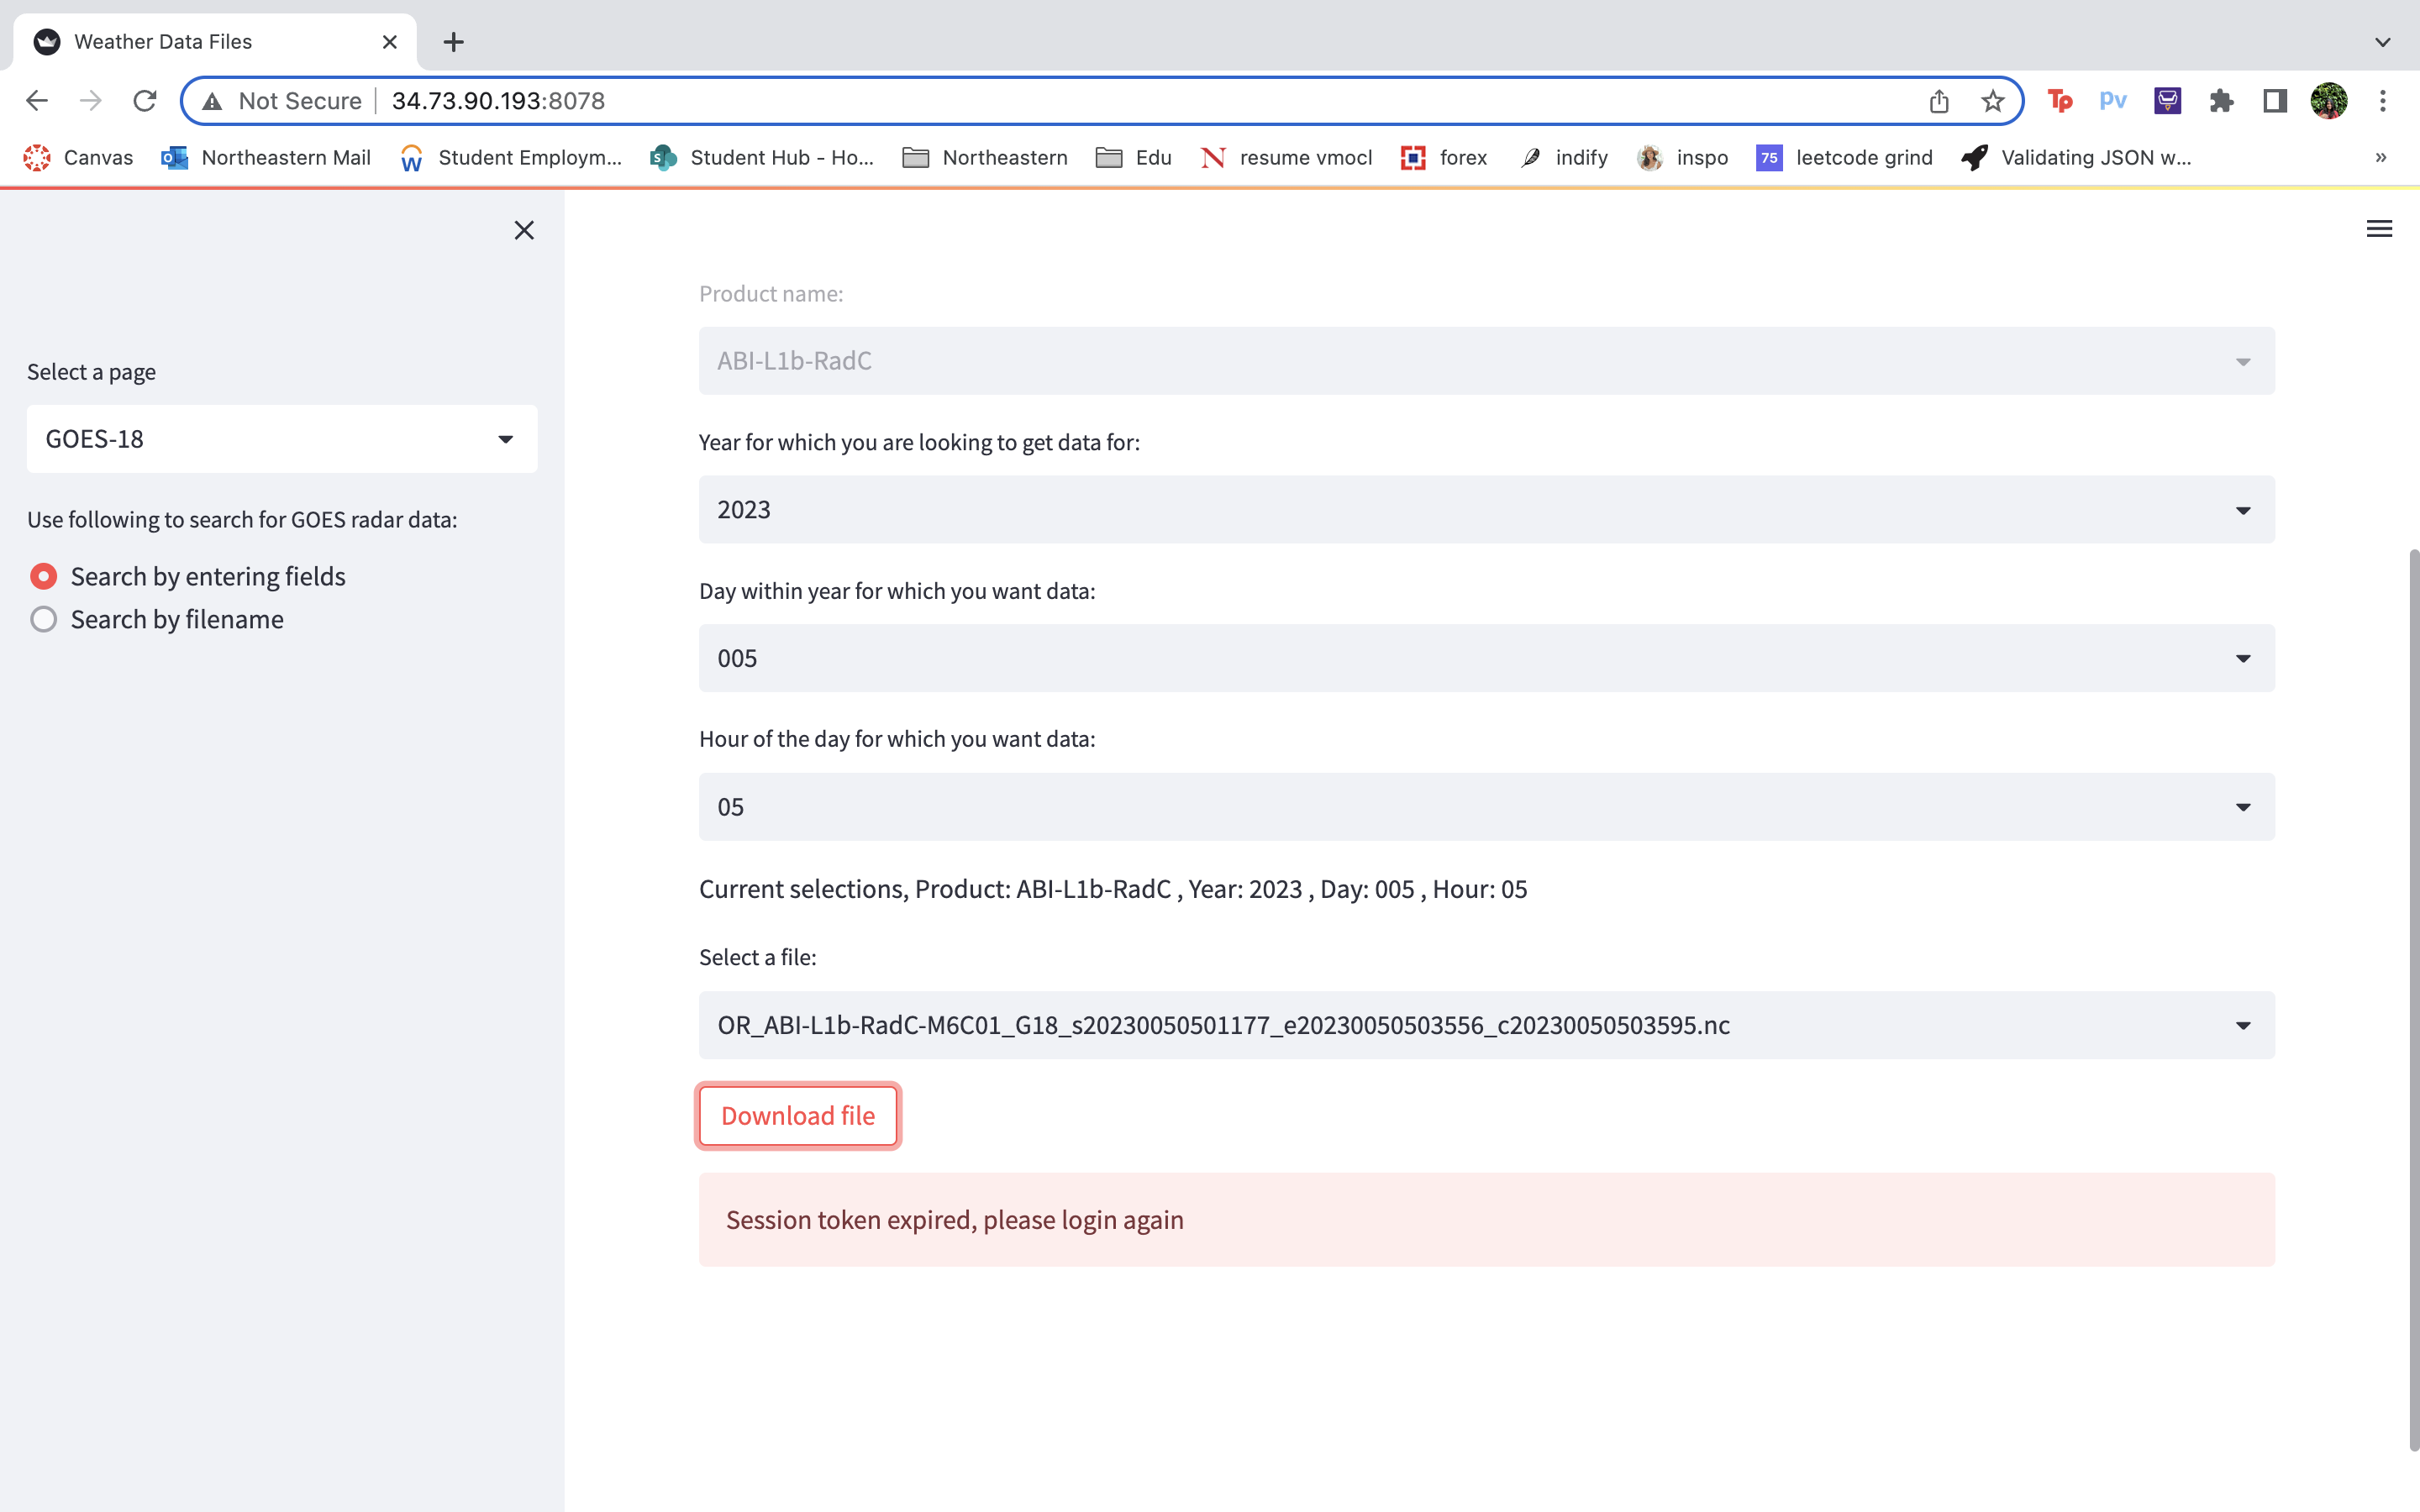 Weather Data Files
Not Secure 34.73.90.193:8078
Tp pv
Canvas Northeastern Mail Student Employm... Student Hub - Ho... Northeastern Edu resume vmocl forex indify inspo 75 leetcode grind Validating JSON w... »
Select a page
GOES-18
Use following to search for GOES radar data:
Search by entering fields
Search by filename
Product name:
ABI-L1b-RadC
Year for which you are looking to get data for:
2023
Day within year for which you want data:
005
Hour of the day for which you want data:
05
Current selections, Product: ABI-L1b-RadC , Year: 2023 , Day: 005 , Hour: 05
Select a file:
OR_ABI-L1b-RadC-M6C01_G18_s20230050501177_e20230050503556_c20230050503595.nc
Download file
Session token expired, please login again